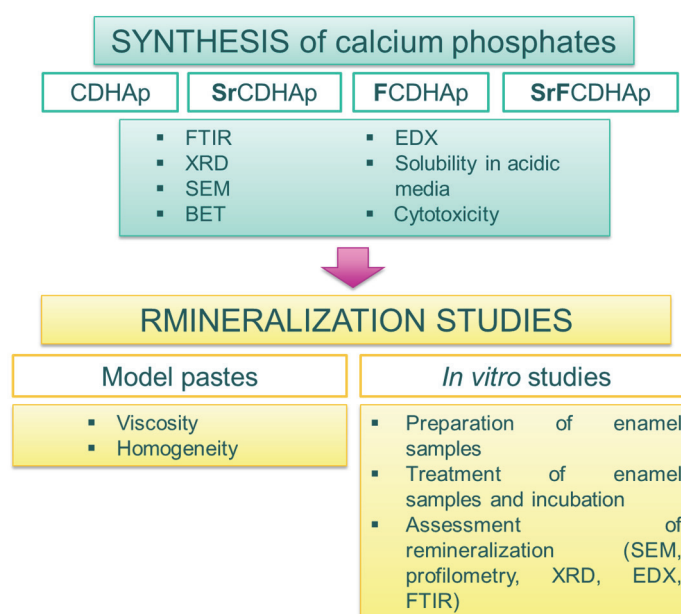 SYNTHESIS of calcium phosphates
CDHAp
SrCDHAp
FCDHAp
SrFCDHAp
▪ FTIR
▪ XRD
▪ SEM
▪ BET
▪ EDX
▪ Solubility in acidic
media
▪ Cytotoxicity
RMINERALIZATION STUDIES
Model pastes
▪ Viscosity
▪ Homogeneity
In vitro studies
▪ Preparation of enamel
samples
▪ Treatment of enamel
samples and incubation
▪ Assessment of
remineralization (SEM,
profilometry, XRD, EDX,
FTIR)